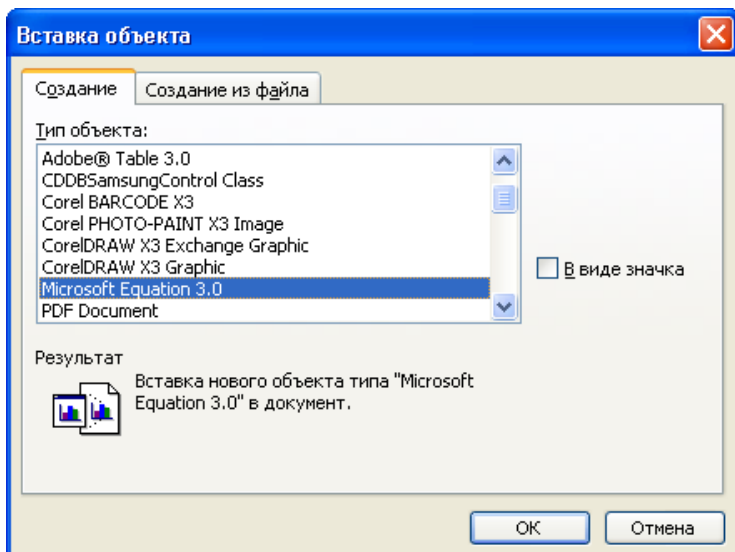 Вставка объекта
Создание
Создание из файла
Тип объекта:
Adobe® Table 3.0
CDDBSamsungControl Class
Corel BARCODE X3
Corel PHOTO-PAINT X3 Image
CorelDRAW X3 Exchange Graphic
CorelDRAW X3 Graphic
Microsoft Equation 3.0
PDF Document
В виде значка
Результат
Вставка нового объекта типа "Microsoft
Equation 3.0" в документ.
ОК
Отмена